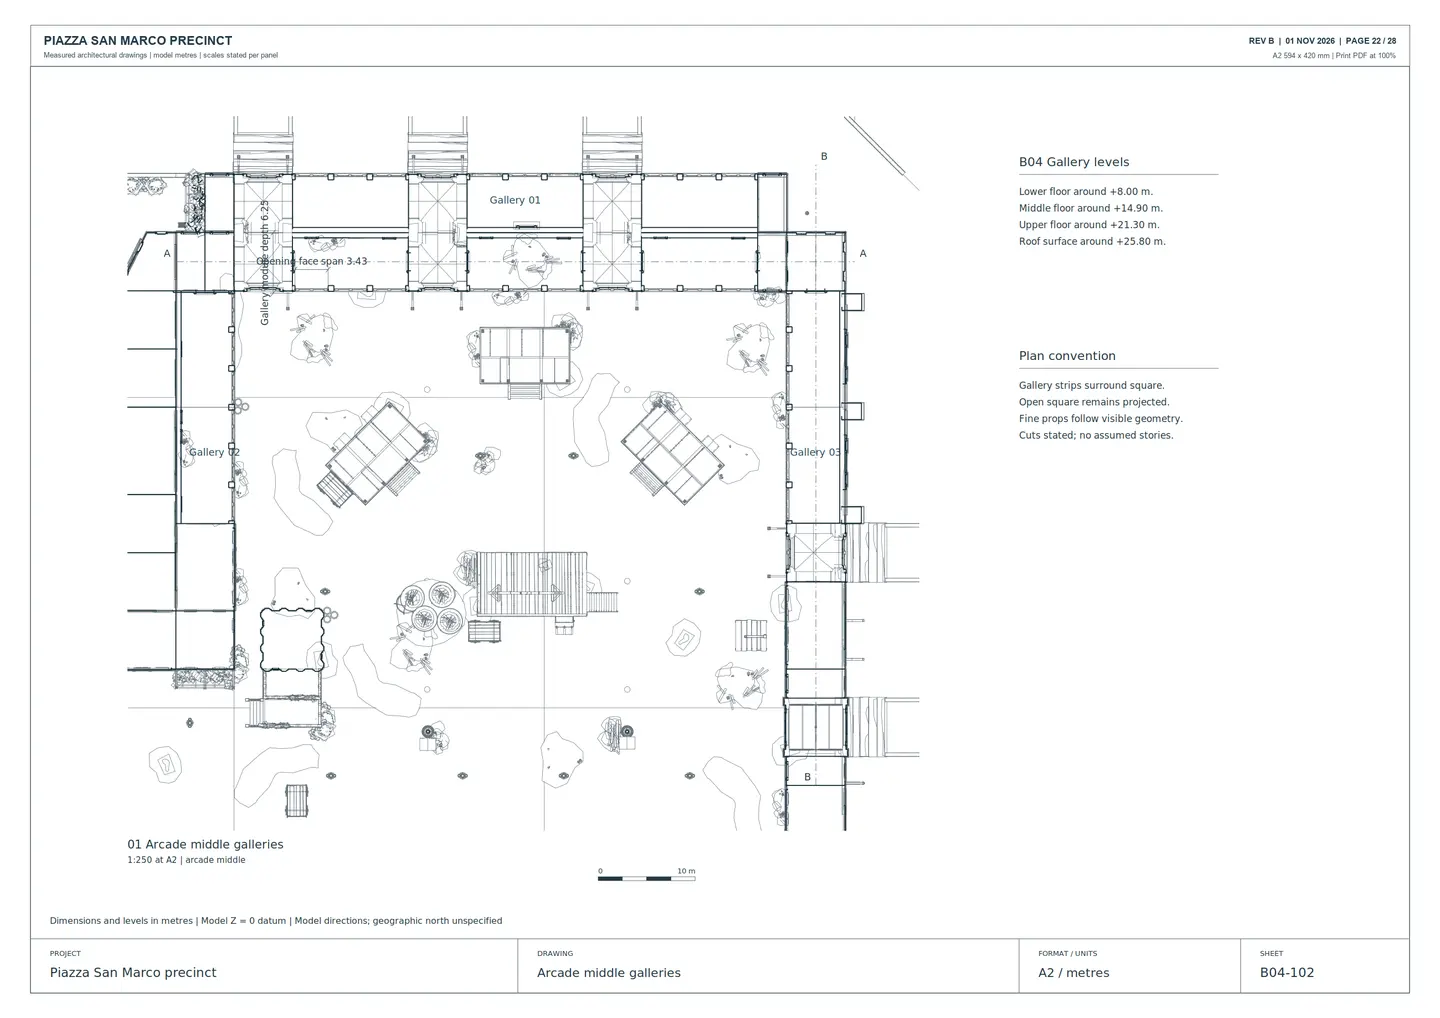 PIAZZA SAN MARCO PRECINCT
Measured architectural drawings | model metres | scales stated per panel
REV B | 01 NOV 2026 | PAGE 22 / 28
A2 594 x 420 mm | Print PDF at 100%
B
Gallery 01
A
A
Gallery module depth 6.25
Opening face span 3.43
Gallery 02
Gallery 03
B
B04 Gallery levels
Lower floor around +8.00 m.
Middle floor around +14.90 m.
Upper floor around +21.30 m.
Roof surface around +25.80 m.
Plan convention
Gallery strips surround square.
Open square remains projected.
Fine props follow visible geometry.
Cuts stated; no assumed stories.
01 Arcade middle galleries
1:250 at A2 | arcade middle
0 10 m
Dimensions and levels in metres | Model Z = 0 datum | Model directions; geographic north unspecified
PROJECT
Piazza San Marco precinct
DRAWING
Arcade middle galleries
FORMAT / UNITS
A2 / metres
SHEET
B04-102